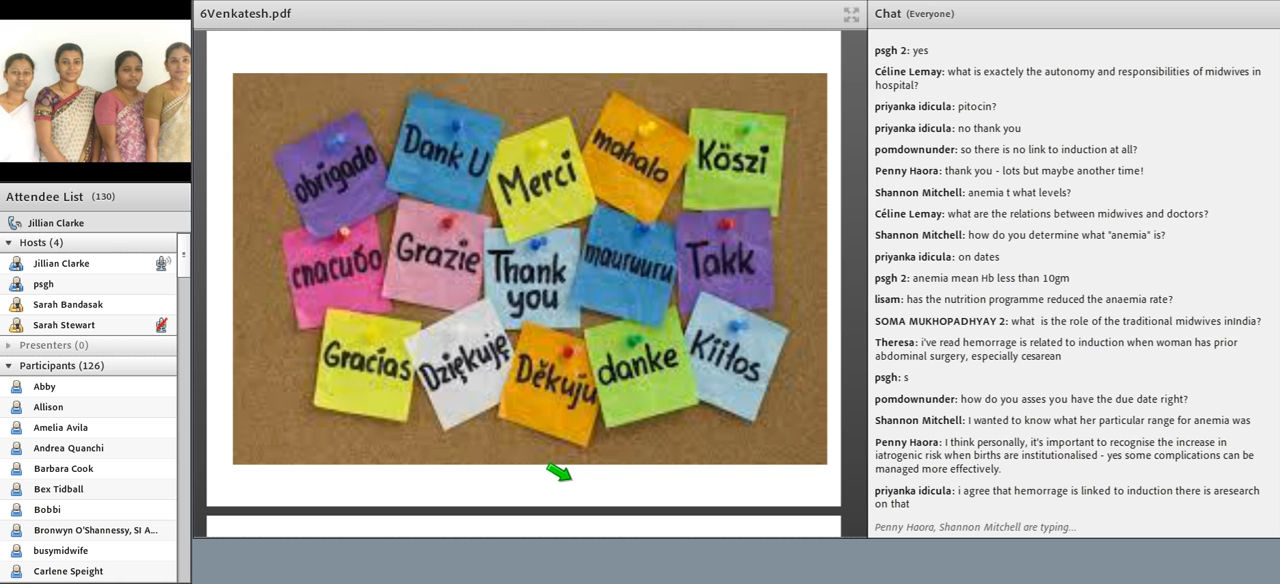 6Venkatesh.pdf
Chat (Everyone)
Attendee List (130)
Jillian Clarke
Hosts (4)
Jillian Clarke
psgh
Sarah Bandasak
Sarah Stewart
Presenters (0)
Participants (126)
Abby
Allison
Amelia Avila
Andrea Quanchi
Barbara Cook
Bex Tidball
Bobbi
Bronwyn O'Shannessy, SI A...
busymidwife
Carlene Speight
obrigado
Dank U
Merci
mahalo
Köszi
спасибо
Grazie
Thank
you
mauruuru
Takk
Gracias
Dziękuję
Děkuju
danke
Kiitos
psgh 2: yes
Céline Lemay: what is exactely the autonomy and responsibilities of midwives in
hospital?
priyanka idicula: pitocin?
priyanka idicula: no thank you
pomdownunder: so there is no link to induction at all?
Penny Haora: thank you - lots but maybe another time!
Shannon Mitchell: anemia t what levels?
Céline Lemay: what are the relations between midwives and doctors?
Shannon Mitchell: how do you determine what "anemia" is?
priyanka idicula: on dates
psgh 2: anemia mean Hb less than 10gm
lisam: has the nutrition programme reduced the anaemia rate?
SOMA MUKHOPADHYAY 2: what is the role of the traditional midwives inIndia?
Theresa: i've read hemorrage is related to induction when woman has prior
abdominal surgery, especially cesarean
psgh: s
pomdownunder: how do you asses you have the due date right?
Shannon Mitchell: I wanted to know what her particular range for anemia was
Penny Haora: I think personally, it's important to recognise the increase in
iatrogenic risk when births are institutionalised - yes some complications can be
managed more effectively.
priyanka idicula: i agree that hemorrage is linked to induction there is aresearch
on that
Penny Haora, Shannon Mitchell are typing...